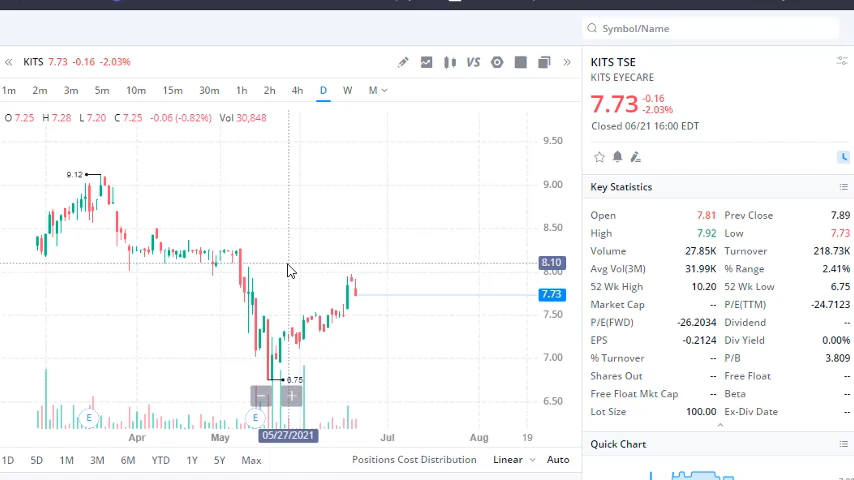 Symbol/Name
KITS 7.73 -0.16 -2.03%
VS
KITS TSE
KITS EYECARE
1m 2m 3m 5m 10m 15m 30m 1h 2h 4h D W M
7.73 -0.16
-2.03%
O 7.25 H 7.28 L 7.20 C 7.25 -0.06 (-0.82%) Vol 30,848
Closed 06/21 16:00 EDT
9.50
9.12
9.00
8.50
8.10
8.00
7.73
7.50
7.00
6.75
6.50
E
E
Apr May 05/27/2021 Jul Aug 19
1D 5D 1M 3M 6M YTD 1Y 5Y Max Positions Cost Distribution Linear Auto
Key Statistics
Open 7.81 Prev Close 7.89
High 7.92 Low 7.73
Volume 27.85K Turnover 218.73K
Avg Vol(3M) 31.99K % Range 2.41%
52 Wk High 10.20 52 Wk Low 6.75
Market Cap -- P/E(TTM) -24.7123
P/E(FWD) -26.2034 Dividend --
EPS -0.2124 Div Yield 0.00%
% Turnover -- P/B 3.809
Shares Out -- Free Float --
Free Float Mkt Cap -- Float Cap --
Lot Size 100.00 Ex-Div Date --
Quick Chart